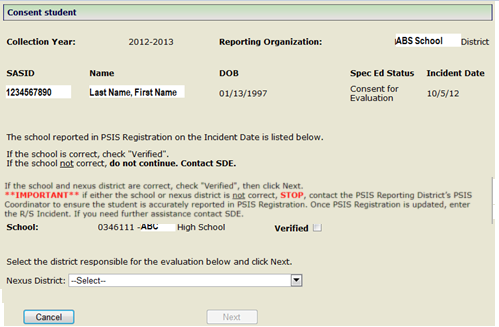 Consent student
Collection Year: 2012-2013 Reporting Organization: ABS School District
SASID Name DOB Spec Ed Status Incident Date
1234567890 Last Name, First Name 01/13/1997 Consent for Evaluation 10/5/12
The school reported in PSIS Registration on the Incident Date is listed below.
If the school is correct, check "Verified".
If the school not correct, do not continue. Contact SDE.
If the school and nexus district are correct, check "Verified", then click Next.
**IMPORTANT** if either the school or nexus district is not correct, STOP, contact the PSIS Reporting District's PSIS
Coordinator to ensure the student is accurately reported in PSIS Registration. Once PSIS Registration is updated, enter
the R/S Incident. If you need further assistance contact SDE.
School: 0346111 -ABC High School Verified
Select the district responsible for the evaluation below and click Next.
Nexus District: --Select--
Cancel Next